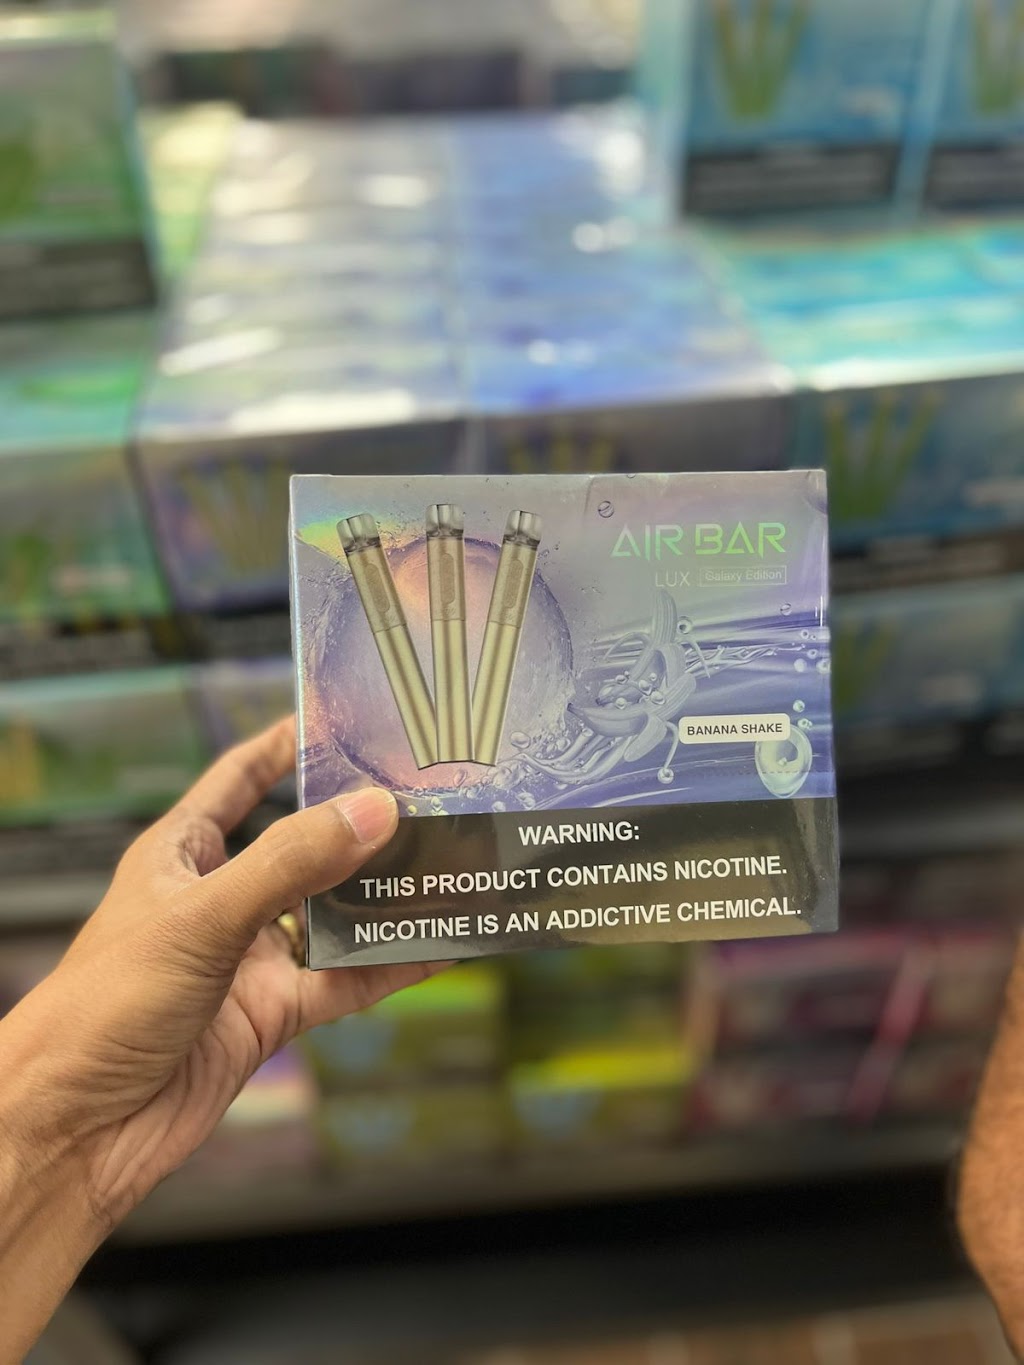 AIR BAR
LUX Galaxy Edition
BANANA SHAKE
WARNING:
THIS PRODUCT CONTAINS NICOTINE.
NICOTINE IS AN ADDICTIVE CHEMICAL.